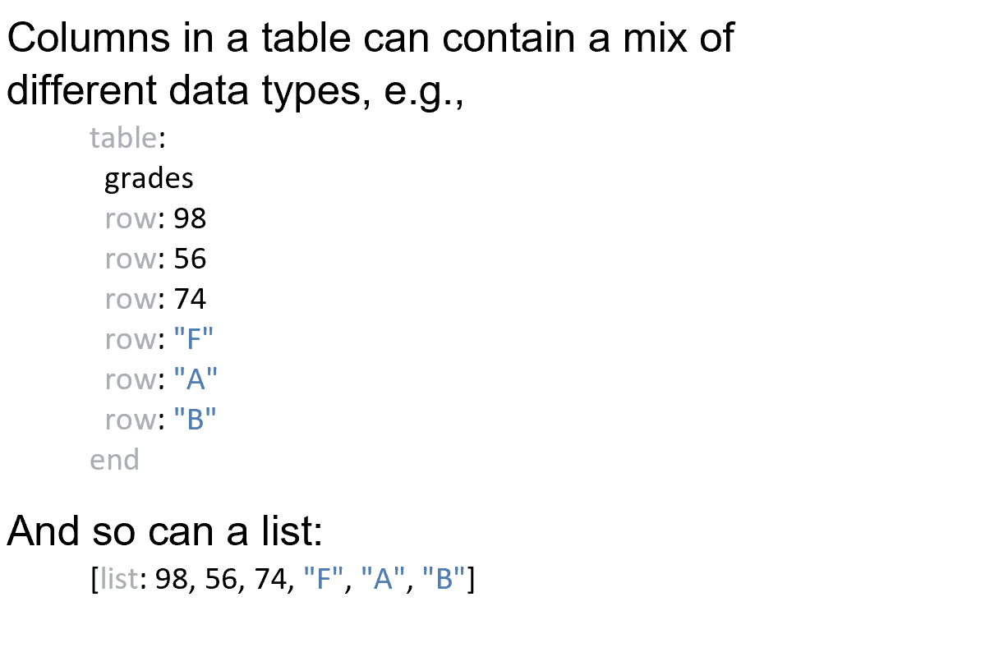 Columns in a table can contain a mix of
different data types, e.g.,
table:
grades
row: 98
row: 56
row: 74
row: "F"
row: "A"
row: "B"
end
And so can a list:
[list: 98, 56, 74, "F", "A", "B"]